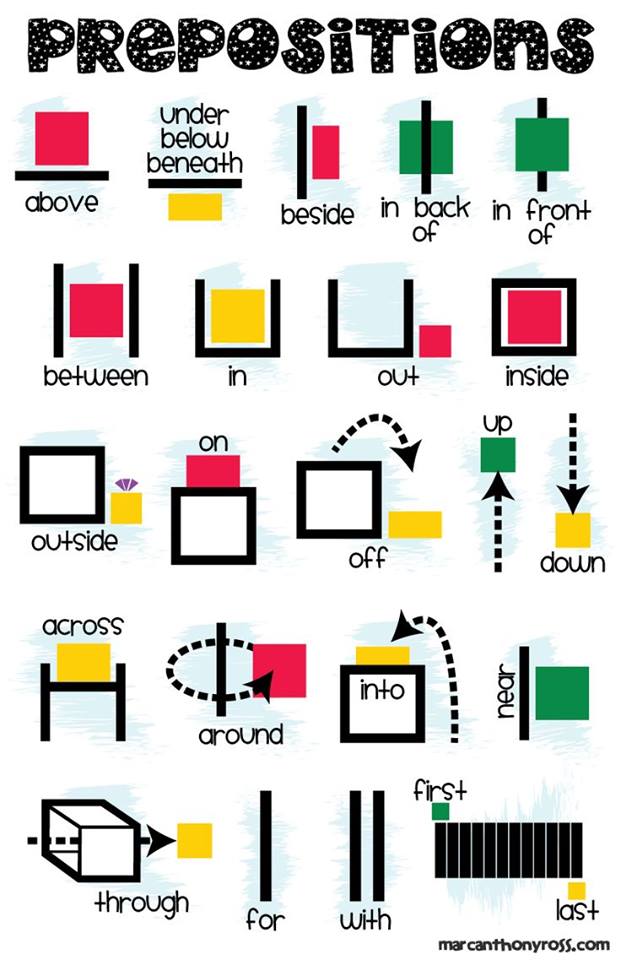 PREPOSITIONS
above
under
below
beneath
beside
in back
of
in front
of
between
in
out
inside
outside
on
off
up
down
across
around
into
near
through
for
with
first
last
marcanthonyross.com